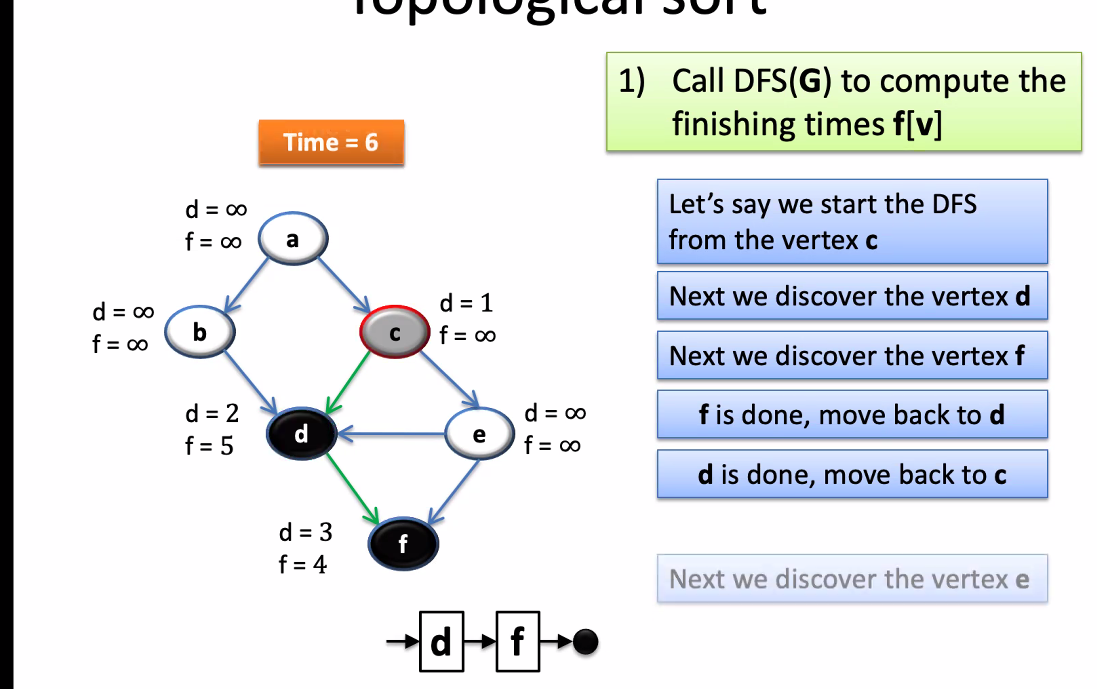 Topological sort
1) Call DFS(G) to compute the
finishing times f[v]
Time = 6
Let's say we start the DFS
from the vertex c
Next we discover the vertex d
Next we discover the vertex f
f is done, move back to d
d is done, move back to c
Next we discover the vertex e
d = ∞
f = ∞
a
d = ∞
f = ∞
b
c
d = 1
f = ∞
d = 2
f = 5
d
e
d = ∞
f = ∞
d = 3
f = 4
f
d f